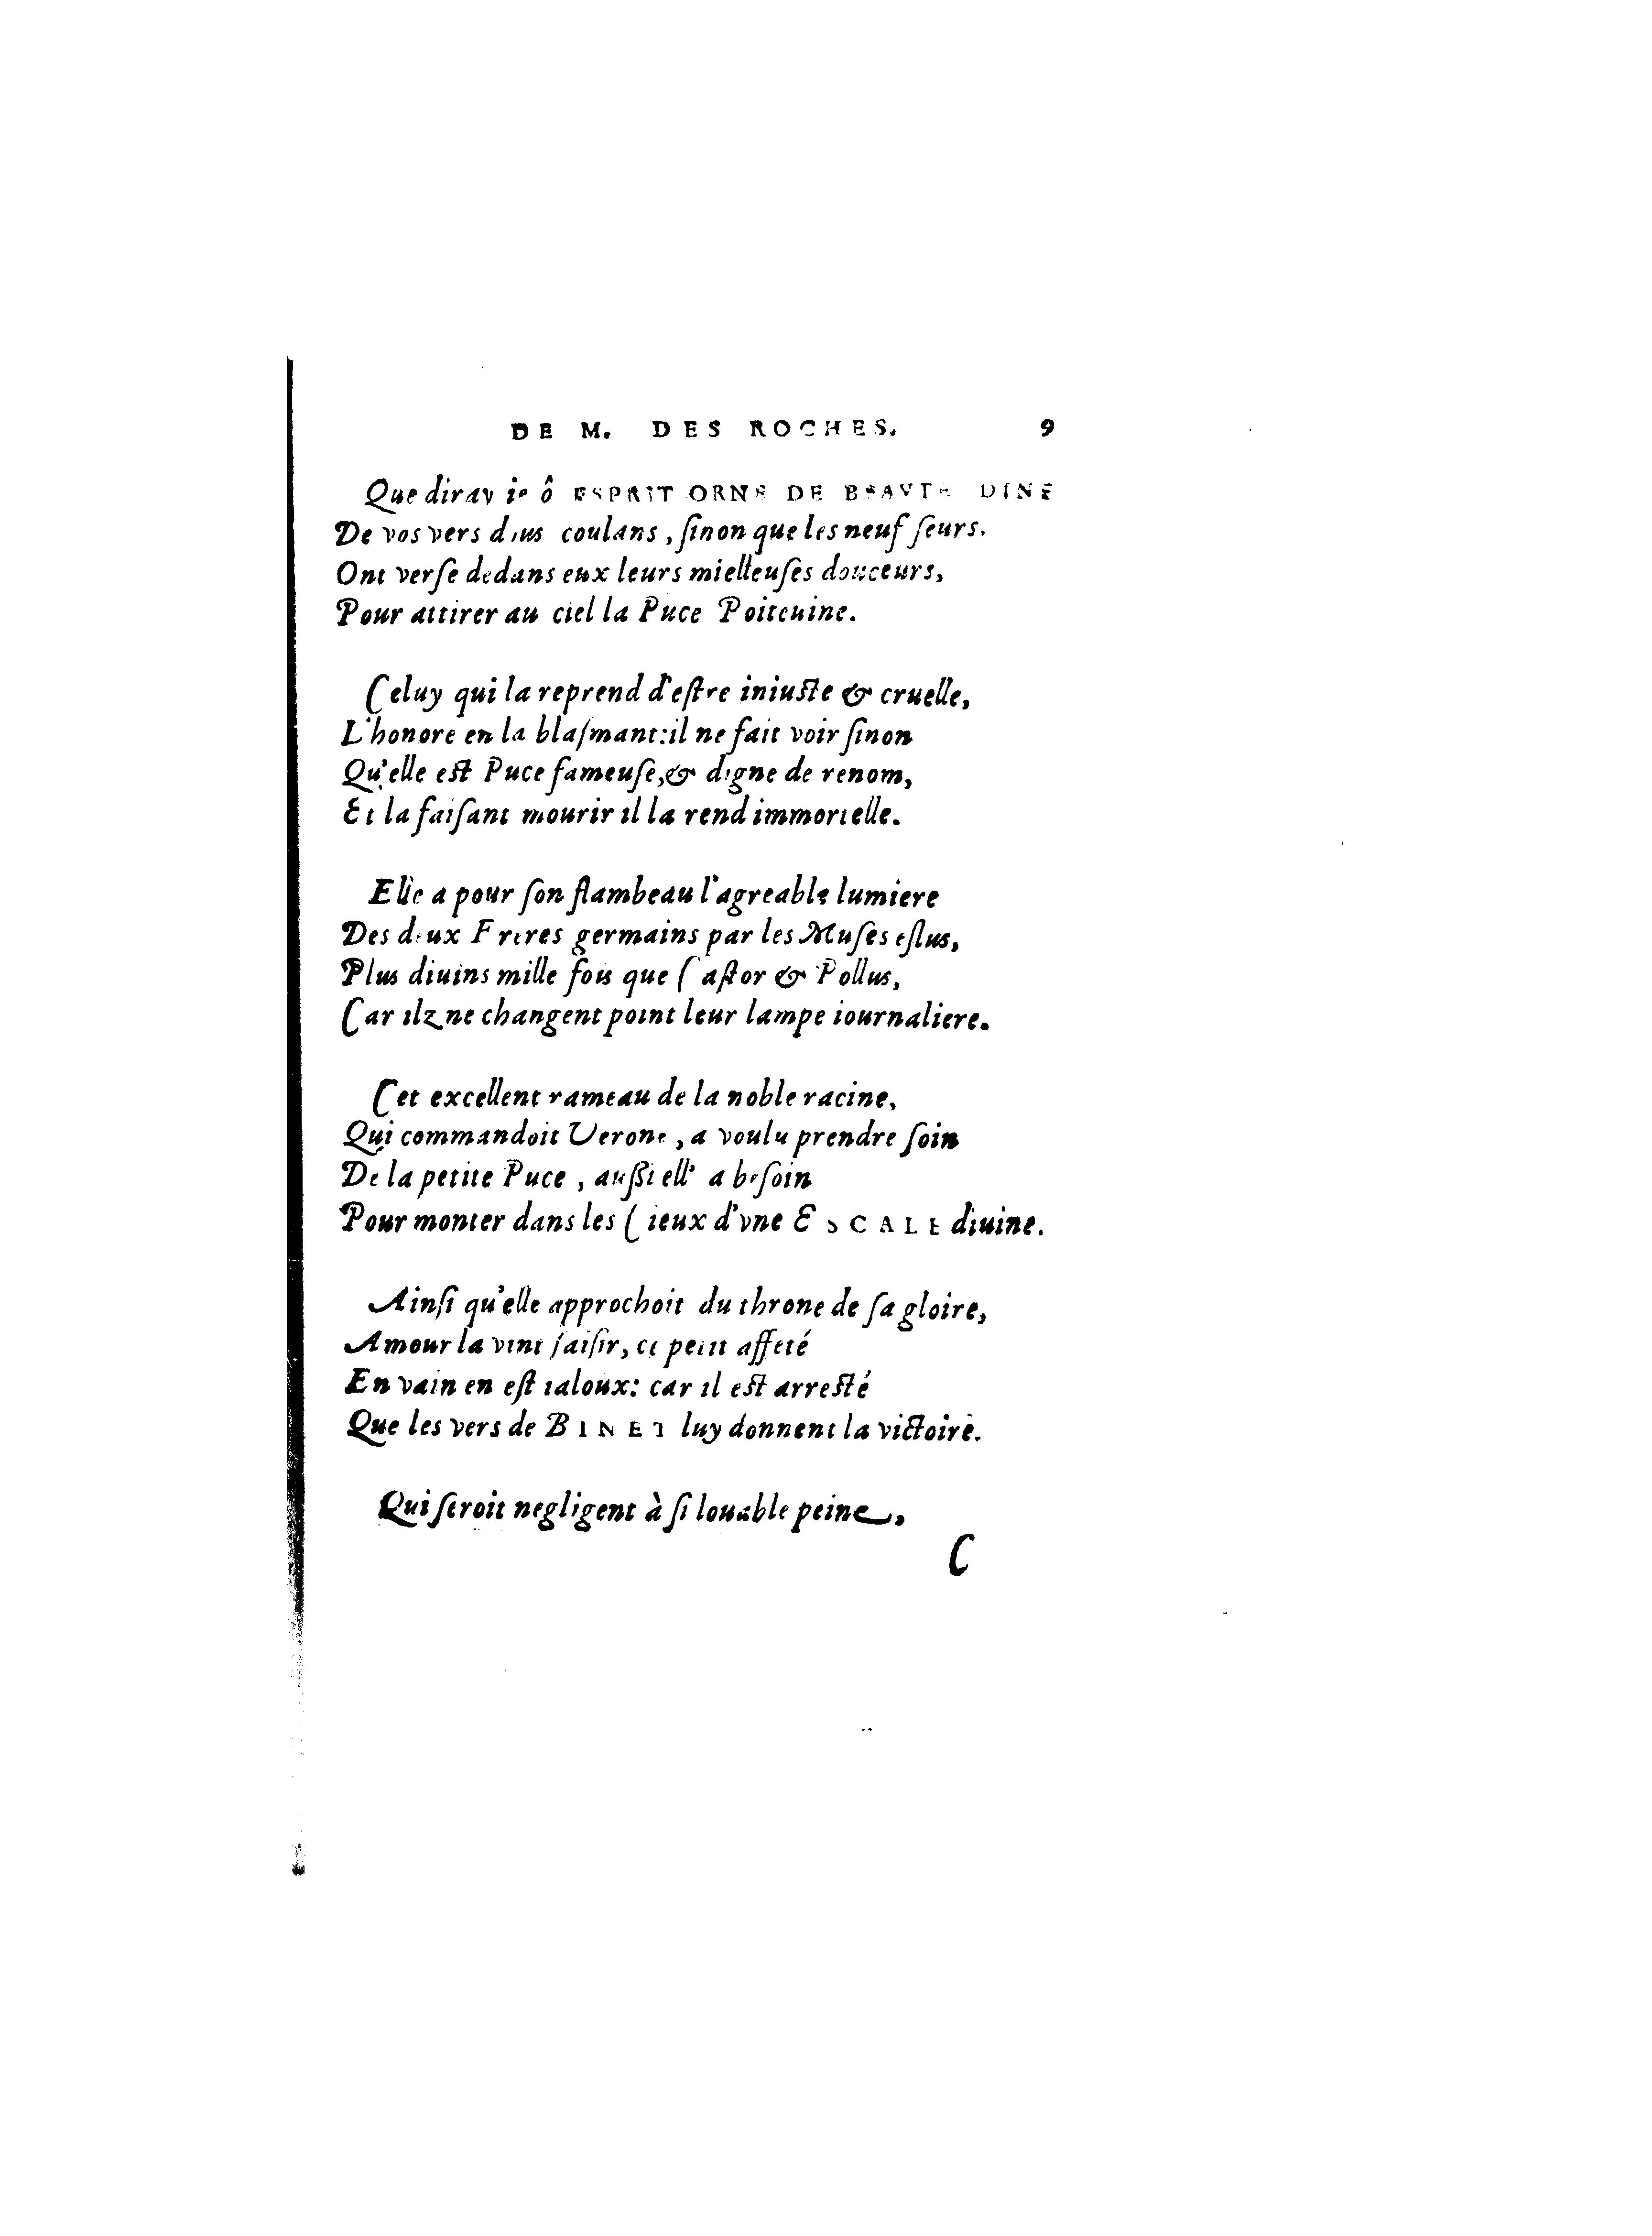 DE M. DES ROCHES. 9
Que diray ie ô ESPRIT ORNE DE BEAVTE DINE
De vos vers dous coulans, ſinon que les neuf ſeurs.
Ont verſe dedans eux leurs mielleuſes douceurs,
Pour attirer au ciel la Puce Poiteuine.
Celuy qui la reprend d'eſtre iniuſte & cruelle,
L'honore en la blaſmant:il ne fait voir ſinon
Qu'elle eſt Puce fameuſe,& digne de renom,
Et la faiſant mourir il la rend immortelle.
Elle a pour ſon flambeau l'agreable lumiere
Des deux Freres germains par les Muſes eſlus,
Plus diuins mille fois que Caſtor & Pollus,
Car ilz ne changent point leur lampe iournaliere.
Cet excellent rameau de la noble racine,
Qui commandoit Verone, a voulu prendre ſoin
De la petite Puce, auſſi ell' a beſoin
Pour monter dans les Cieux d'vne ESCALE diuine.
Ainſi qu'elle approchoit du throne de ſa gloire,
Amour la vint ſaiſir, ce petit affeté
En vain en eſt ialoux: car il eſt arreſté
Que les vers de BINET luy donnent la victoire.
Qui ſeroit negligent à ſi louable peine,
C